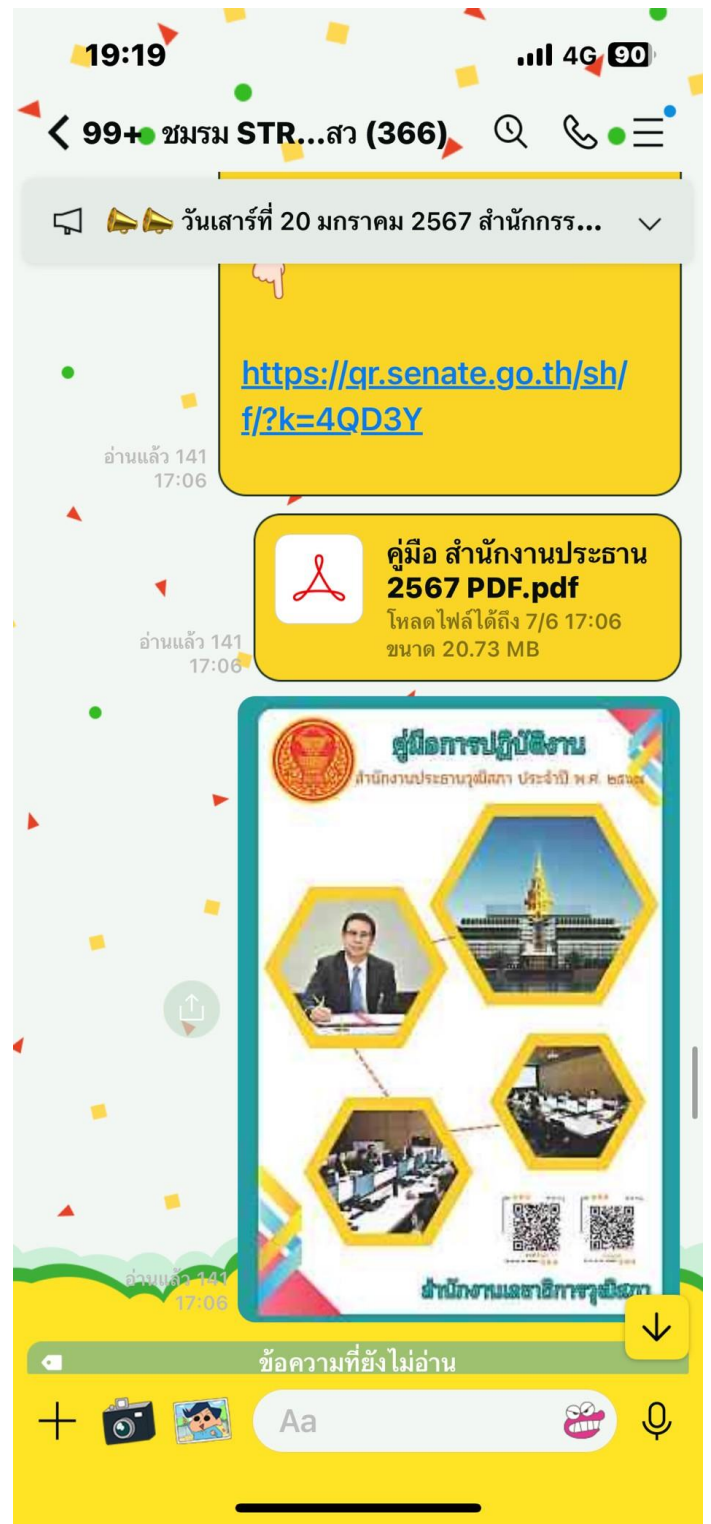 19:19
4G 90
99+ ชมรม STR...สว (366)
วันเสาร์ที่ 20 มกราคม 2567 สำนักกรร...
https://qr.senate.go.th/sh/
f/?k=4QD3Y
อ่านแล้ว 141
17:06
คู่มือ สำนักงานประธาน
2567 PDF.pdf
โหลดไฟล์ได้ถึง 7/6 17:06
ขนาด 20.73 MB
อ่านแล้ว 141
17:06
คู่มือการปฏิบัติงาน
สำนักงานประธานวุฒิสภา ประจำปี พ.ศ. ๒๕๖๗
สำนักงานเลขาธิการวุฒิสภา
อ่านแล้ว 141
17:06
ข้อความที่ยังไม่อ่าน
Aa